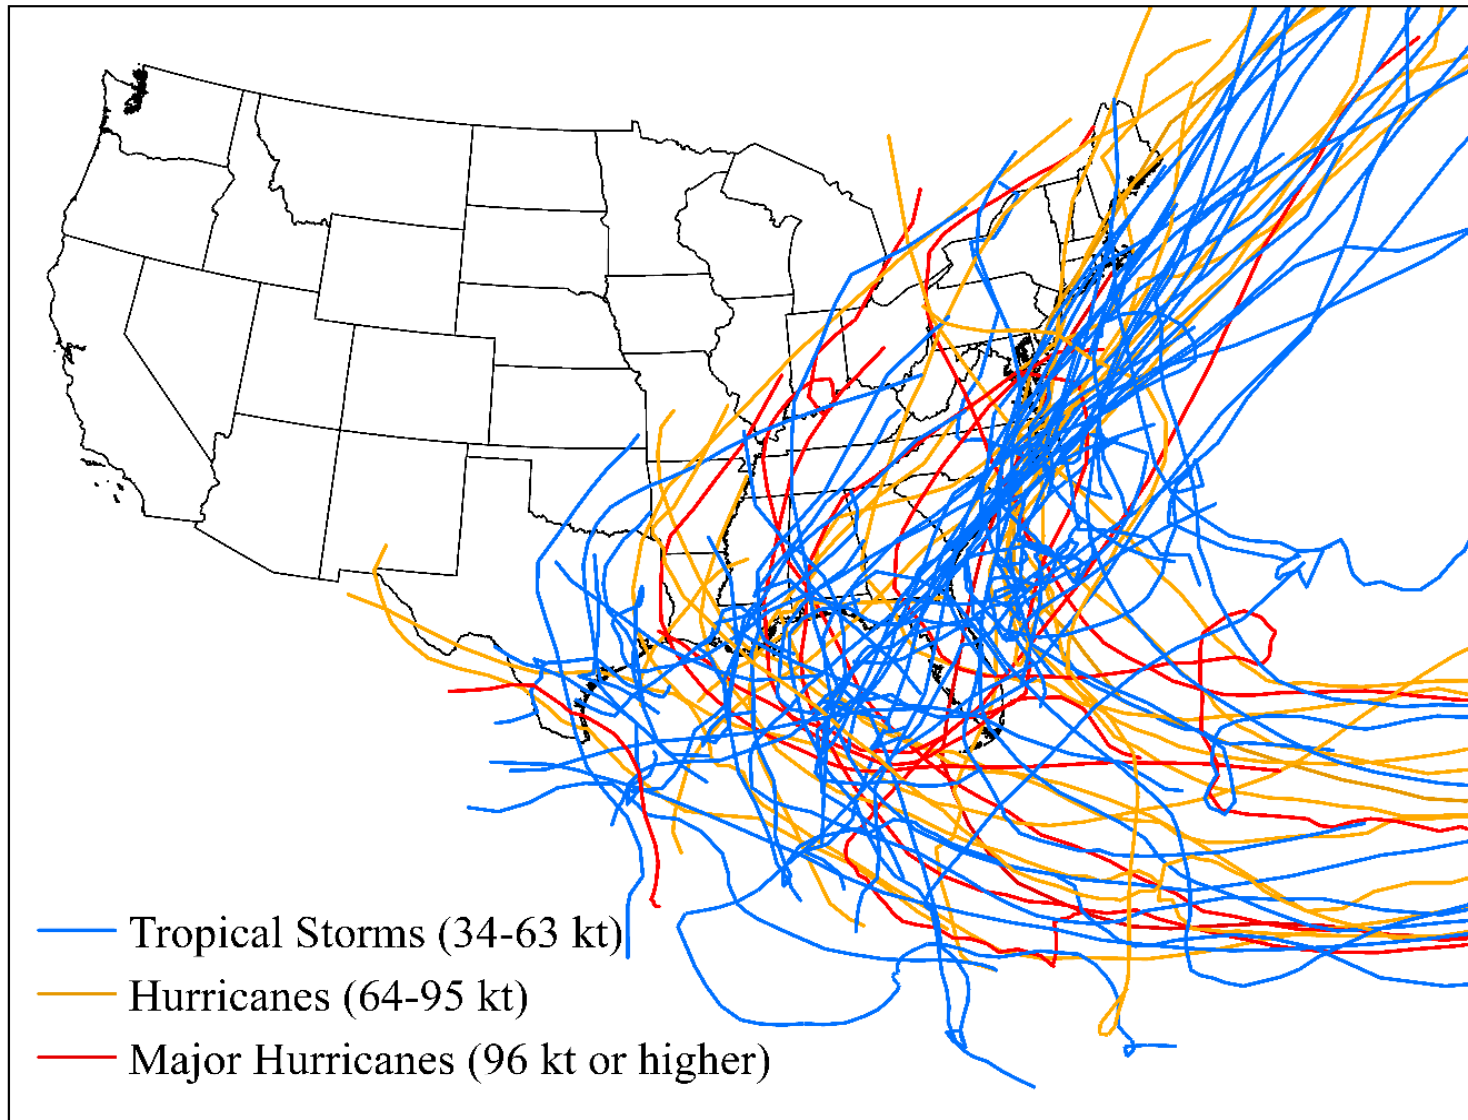 Tropical Storms (34-63 kt)
Hurricanes (64-95 kt)
Major Hurricanes (96 kt or higher)